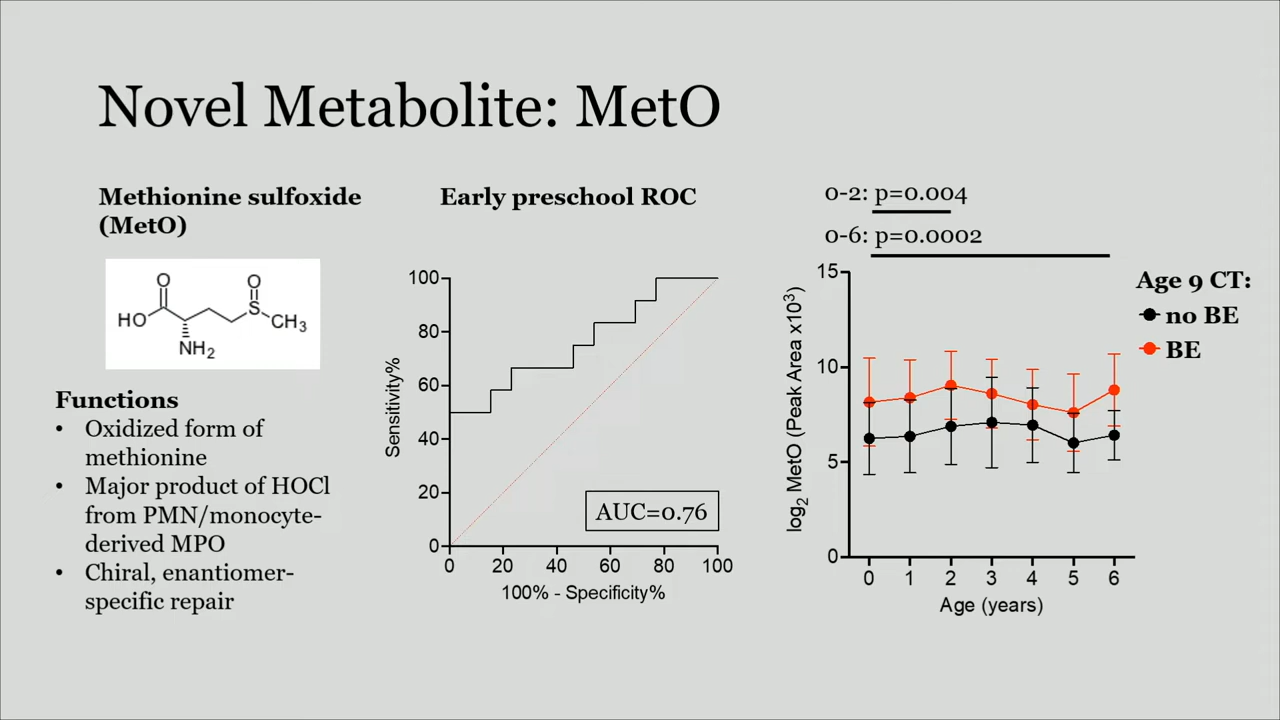 Novel Metabolite: MetO
Methionine sulfoxide
(MetO)
O
O
HO
S
CH3
NH2
Functions
• Oxidized form of
methionine
• Major product of HOCl
from PMN/monocyte-
derived MPO
• Chiral, enantiomer-
specific repair
Early preschool ROC
Sensitivity%
100
80
60
40
20
0
AUC=0.76
0 20 40 60 80 100
100% - Specificity%
0-2: p=0.004
0-6: p=0.0002
log2 MetO (Peak Area x10³)
15
10
5
0
0 1 2 3 4 5 6
Age (years)
Age 9 CT:
no BE
BE